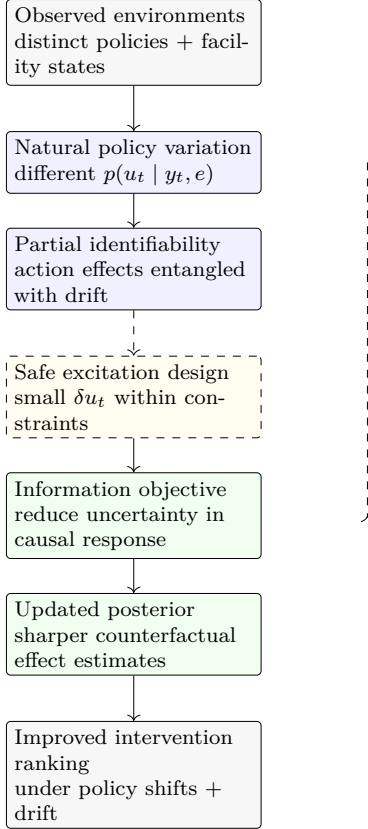 Observed environments
distinct policies + facil-
ity states
Natural policy variation
different p(u_t | y_t, e)
Partial identifiability
action effects entangled
with drift
Safe excitation design
small δu_t within con-
straints
Information objective
reduce uncertainty in
causal response
Updated posterior
sharper counterfactual
effect estimates
Improved intervention
ranking
under policy shifts +
drift